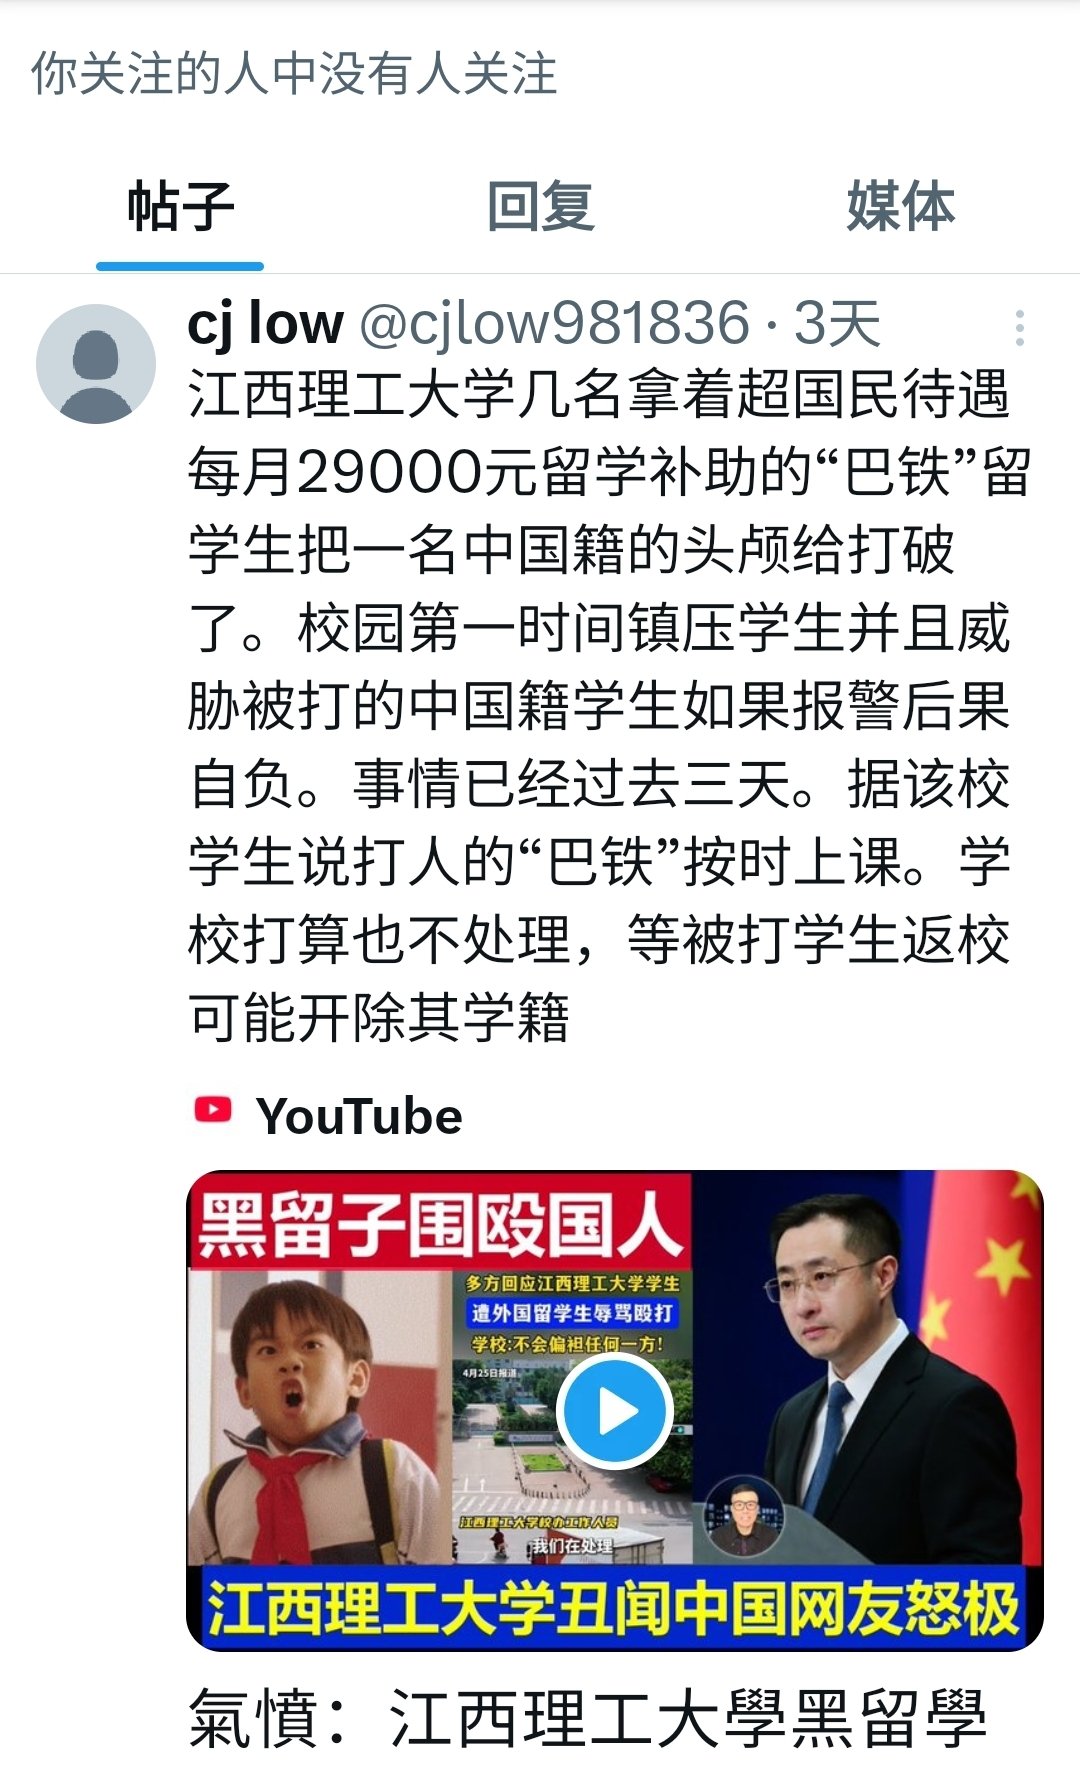 你关注的人中没有人关注
帖子 回复 媒体
cj low @cjlow981836 · 3天
江西理工大学几名拿着超国民待遇
每月29000元留学补助的“巴铁”留
学生把一名中国籍的头颅给打破
了。校园第一时间镇压学生并且威
胁被打的中国籍学生如果报警后果
自负。事情已经过去三天。据该校
学生说打人的“巴铁”按时上课。学
校打算也不处理，等被打学生返校
可能开除其学籍
YouTube
黑留子围殴国人
多方回应江西理工大学学生
遭外国留学生辱骂殴打
学校:不会偏袒任何一方!
4月25日报道
江西理工大学校办工作人员
我们在处理
江西理工大学丑闻中国网友怒极
氣憤：江西理工大學黑留學